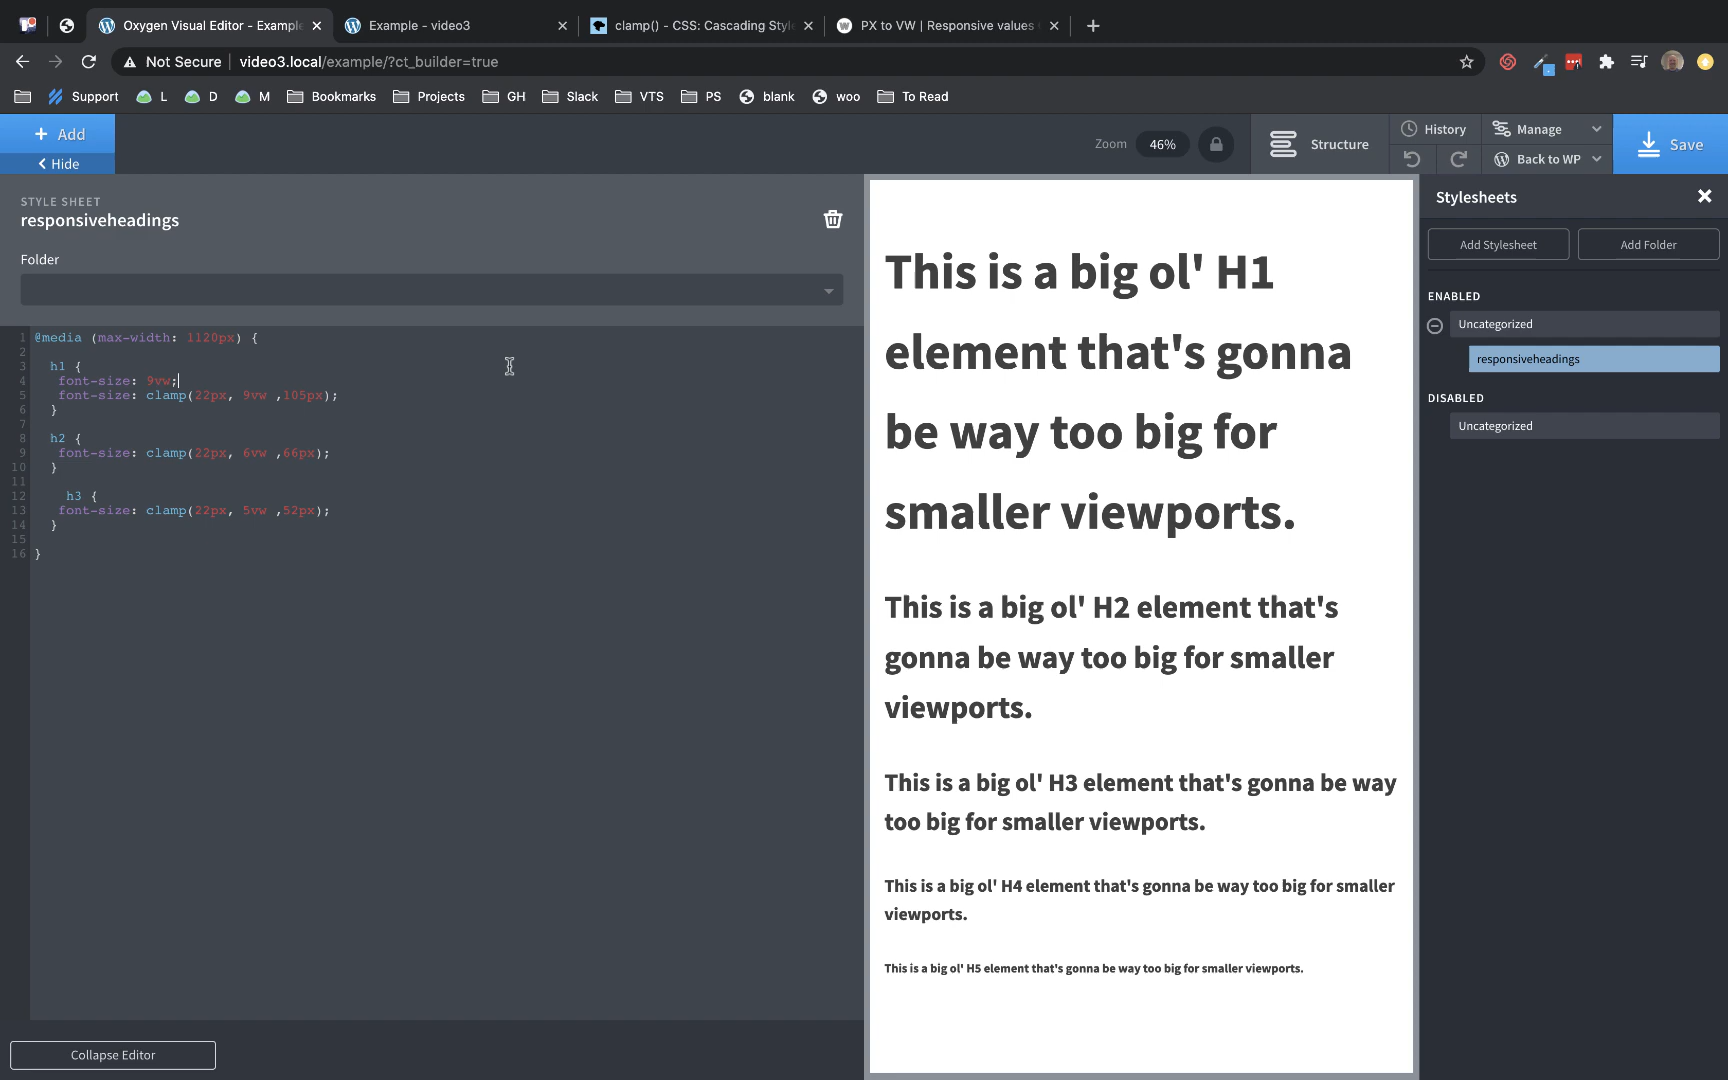 Oxygen Visual Editor - Example
Example - video3
clamp() - CSS: Cascading Styl
PX to VW | Responsive values
Not Secure
video3.local/example/?ct_builder=true
Support
L
D
M
Bookmarks
Projects
GH
Slack
VTS
PS
blank
woo
To Read
+ Add
Hide
Zoom
46%
Structure
History
Manage
Back to WP
Save
STYLE SHEET
responsiveheadings
Folder
1 @media (max-width: 1120px) {
2
3 h1 {
4 font-size: 9vw;
5 font-size: clamp(22px, 9vw ,105px);
6 }
7
8 h2 {
9 font-size: clamp(22px, 6vw ,66px);
10 }
11
12 h3 {
13 font-size: clamp(22px, 5vw ,52px);
14 }
15
16 }
Collapse Editor
This is a big ol' H1
element that's gonna
be way too big for
smaller viewports.
This is a big ol' H2 element that's
gonna be way too big for smaller
viewports.
This is a big ol' H3 element that's gonna be way
too big for smaller viewports.
This is a big ol' H4 element that's gonna be way too big for smaller
viewports.
This is a big ol' H5 element that's gonna be way too big for smaller viewports.
Stylesheets
Add Stylesheet
Add Folder
ENABLED
Uncategorized
responsiveheadings
DISABLED
Uncategorized